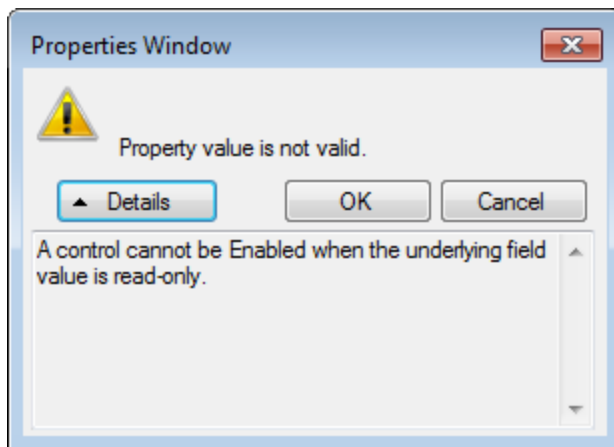 Properties Window
Property value is not valid.
Details
OK
Cancel
A control cannot be Enabled when the underlying field
value is read-only.